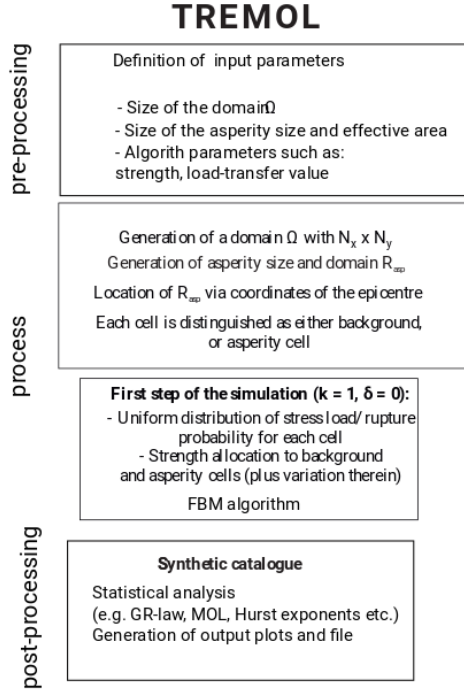 TREMOL
pre-processing
Definition of input parameters
- Size of the domainΩ
- Size of the asperity size and effective area
- Algorith parameters such as:
strength, load-transfer value
process
Generation of a domain Ω with Nx x Ny
Generation of asperity size and domain Rasp
Location of Rasp via coordinates of the epicentre
Each cell is distinguished as either background,
or asperity cell
First step of the simulation (k = 1, δ = 0):
- Uniform distribution of stress load/ rupture
probability for each cell
- Strength allocation to background
and asperity cells (plus variation therein)
FBM algorithm
post-processing
Synthetic catalogue
Statistical analysis
(e.g. GR-law, MOL, Hurst exponents etc.)
Generation of output plots and file